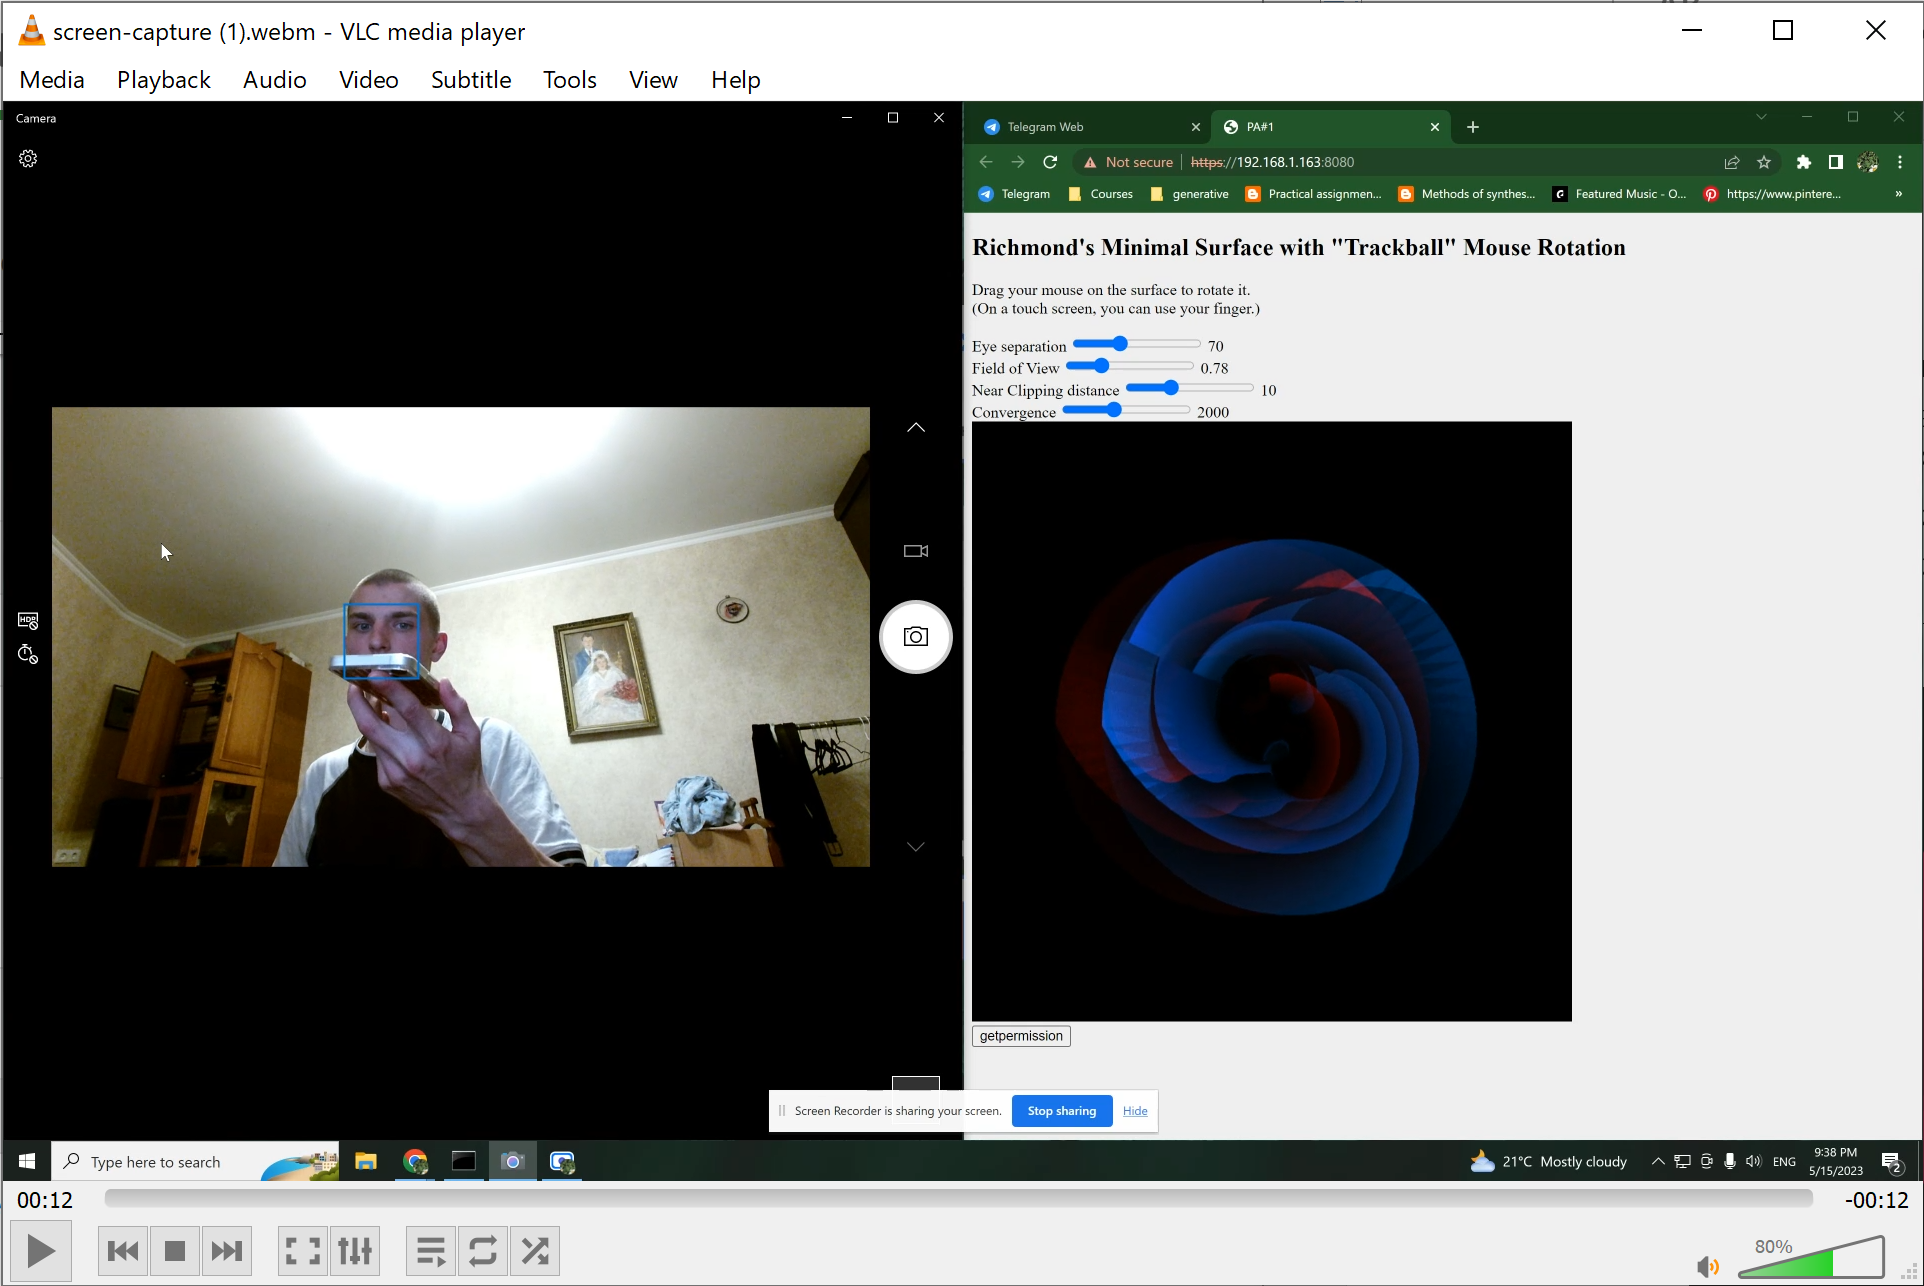 screen-capture (1).webm - VLC media player
Media Playback Audio Video Subtitle Tools View Help
Camera
HDR
Telegram Web
PA#1
Not secure https://192.168.1.163:8080
Telegram Courses generative Practical assignmen... Methods of synthes... Featured Music - O... https://www.pintere... »
Richmond's Minimal Surface with "Trackball" Mouse Rotation
Drag your mouse on the surface to rotate it.
(On a touch screen, you can use your finger.)
Eye separation 70
Field of View 0.78
Near Clipping distance 10
Convergence 2000
getpermission
Screen Recorder is sharing your screen. Stop sharing Hide
Type here to search
21°C Mostly cloudy
ENG
9:38 PM
5/15/2023
2
00:12
-00:12
80%